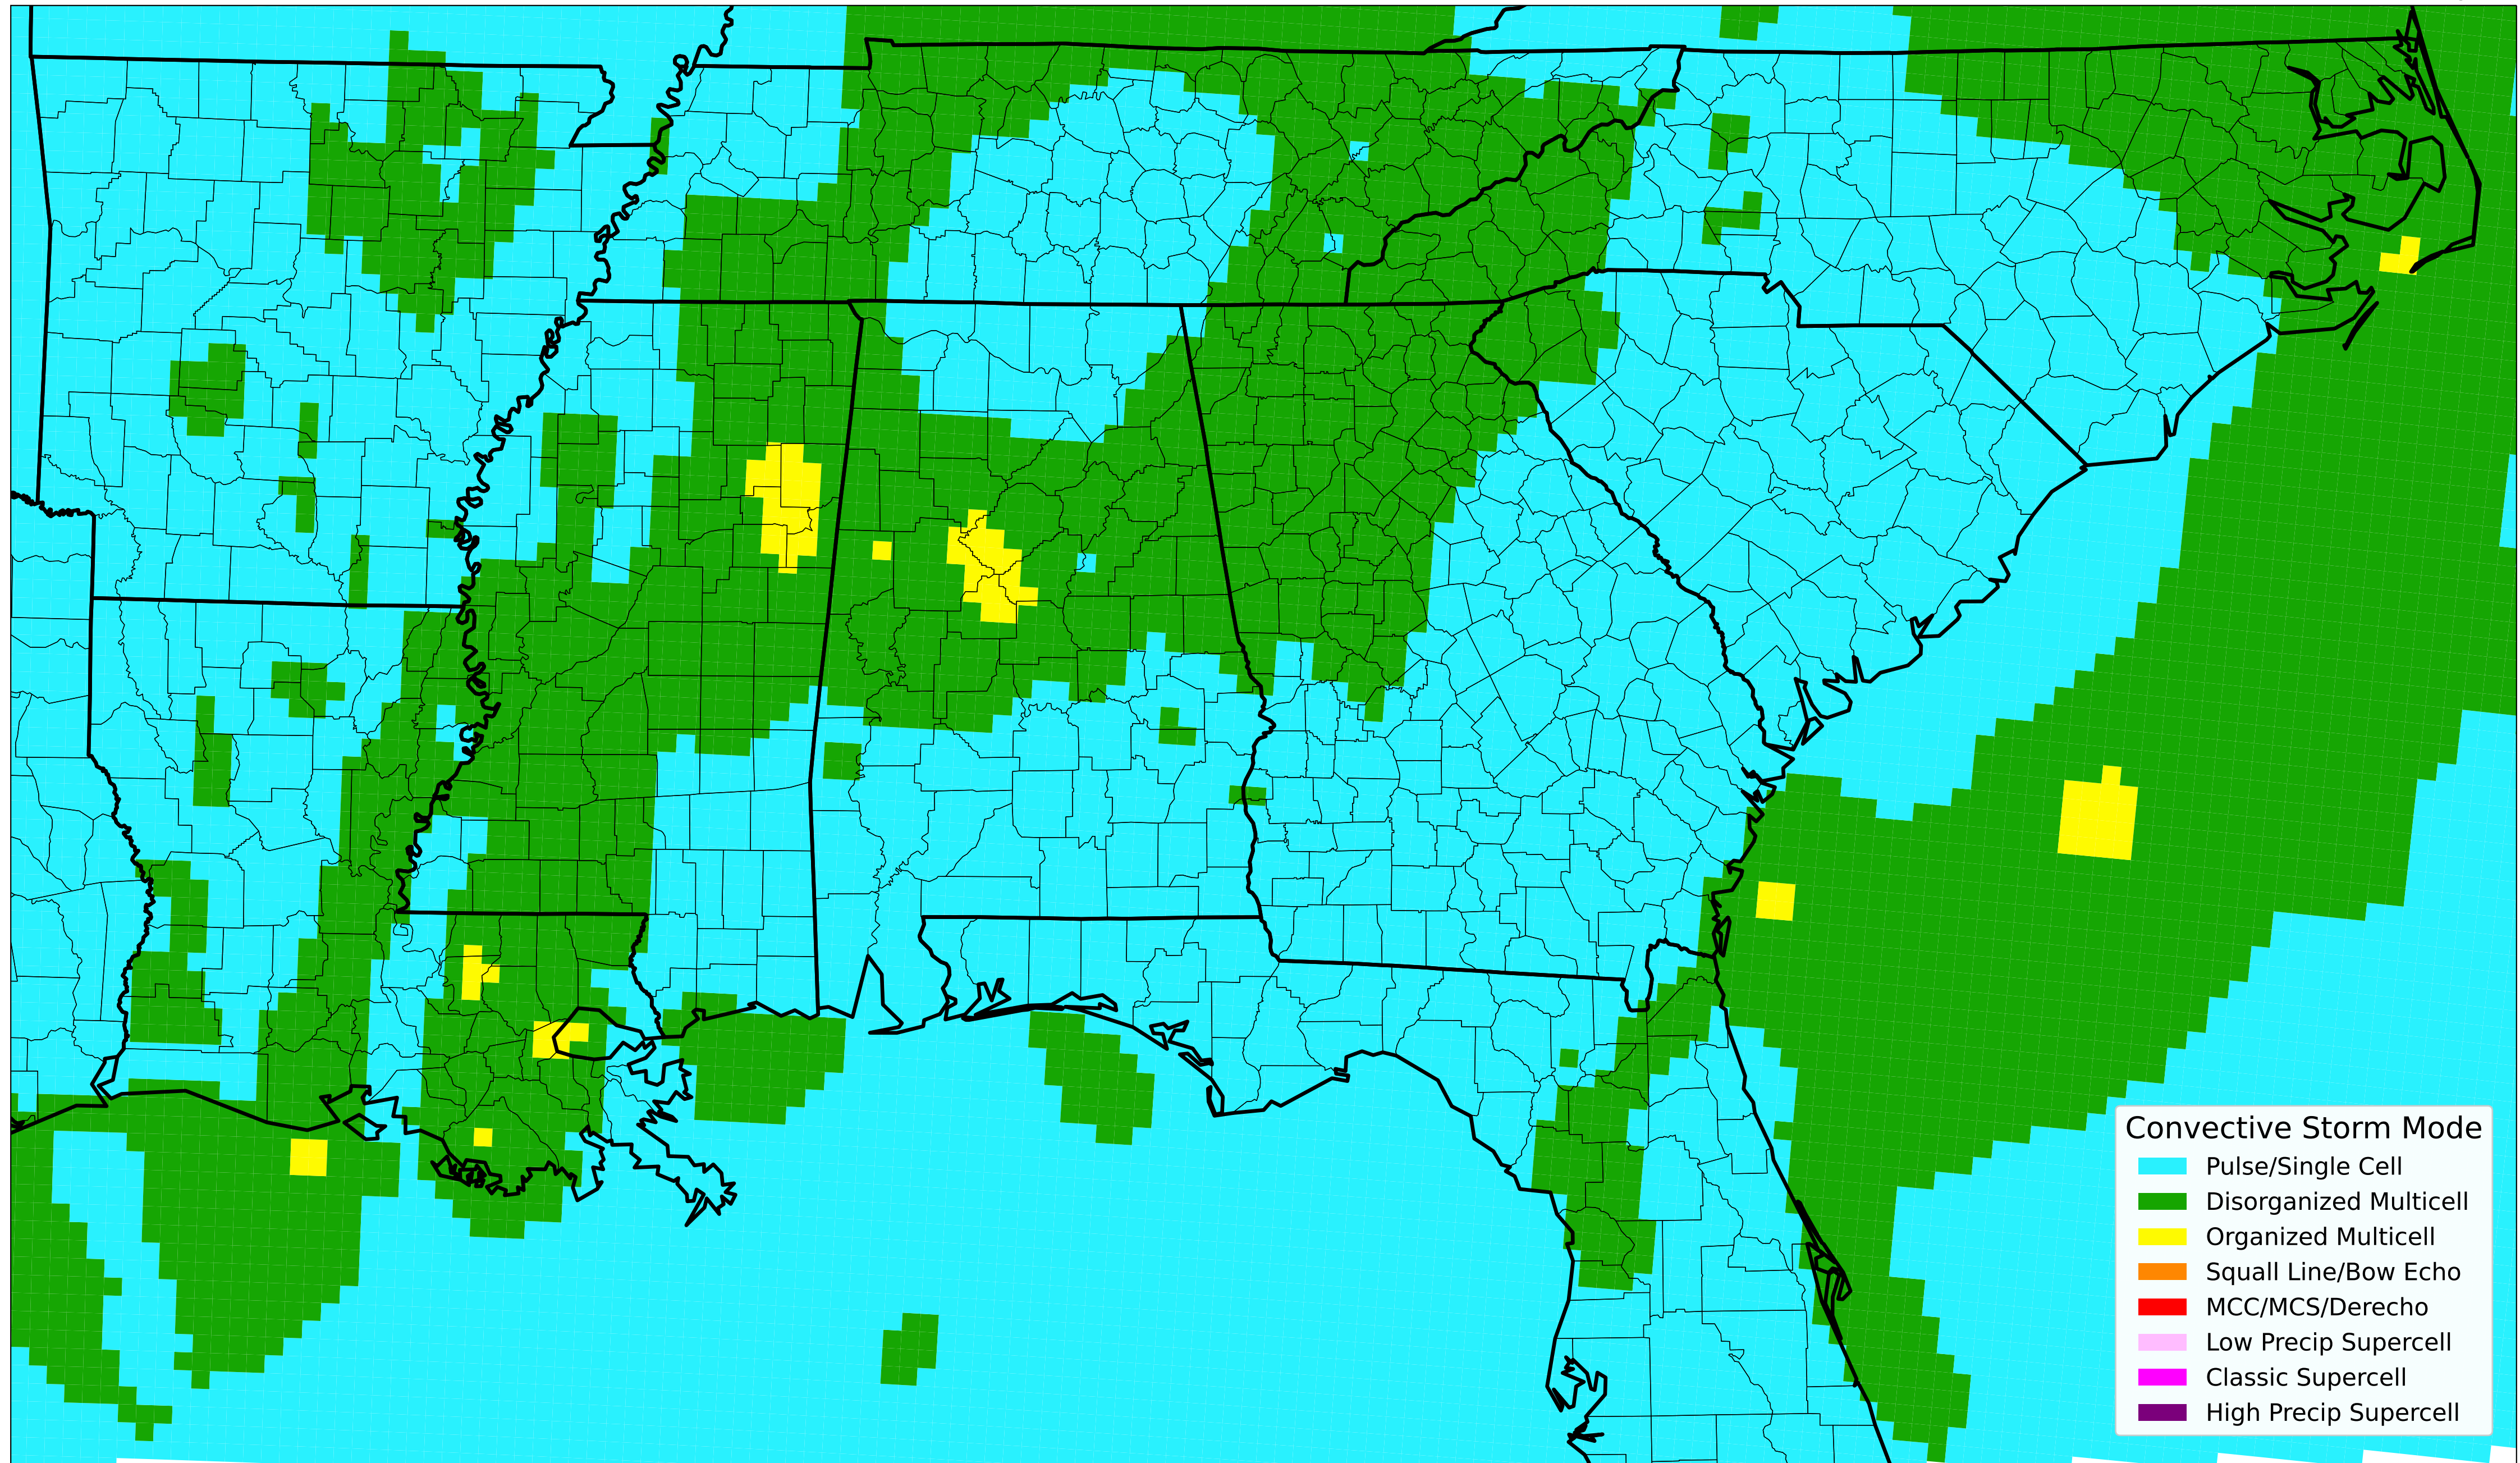 Convective Storm Mode
Pulse/Single Cell
Disorganized Multicell
Organized Multicell
Squall Line/Bow Echo
MCC/MCS/Derecho
Low Precip Supercell
Classic Supercell
High Precip Supercell